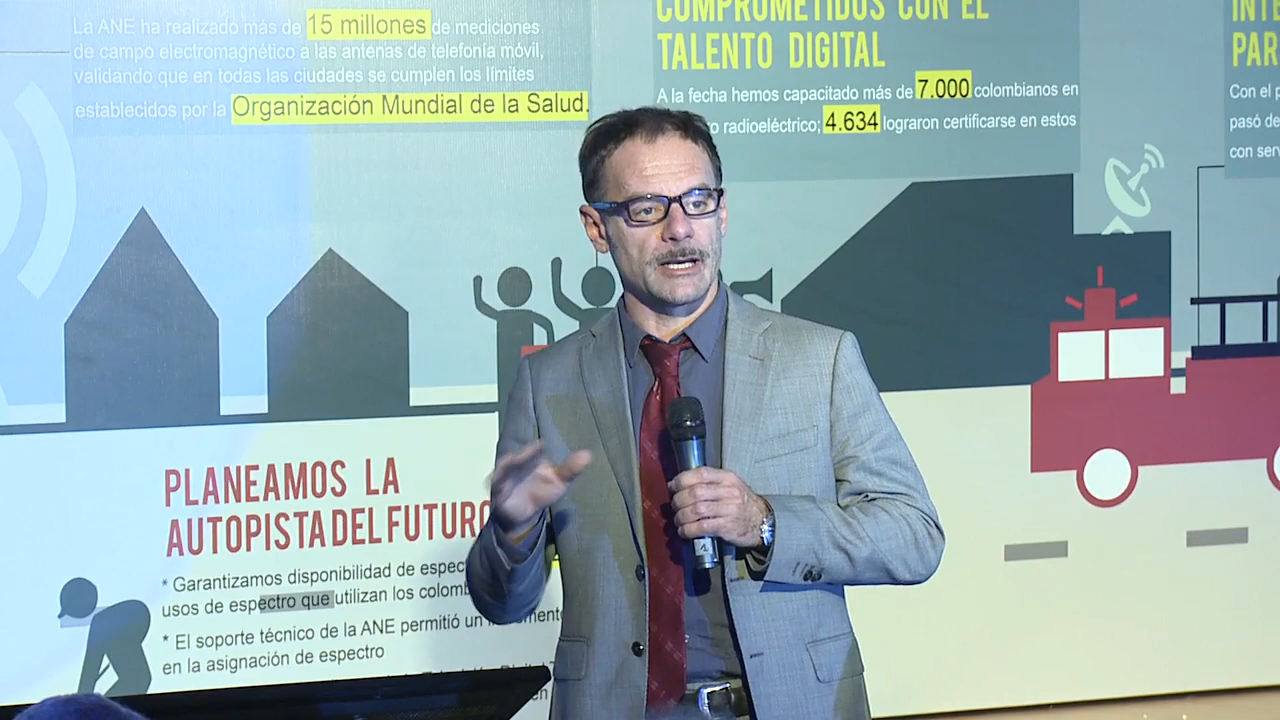 La ANE ha realizado más de 15 millones de mediciones
de campo electromagnético a las antenas de telefonía móvil,
validando que en todas las ciudades se cumplen los límites
establecidos por la Organización Mundial de la Salud.
COMPROMETIDOS CON EL
TALENTO DIGITAL
A la fecha hemos capacitado más de 7.000 colombianos en
radioeléctrico; 4.634 lograron certificarse en estos
INTE
PAR
Con el p
pasó de
con serv
PLANEAMOS LA
AUTOPISTA DEL FUTURO
* Garantizamos disponibilidad de espec
usos de espectro que utilizan los colomb
* El soporte técnico de la ANE permitió un
en la asignación de espectro
en